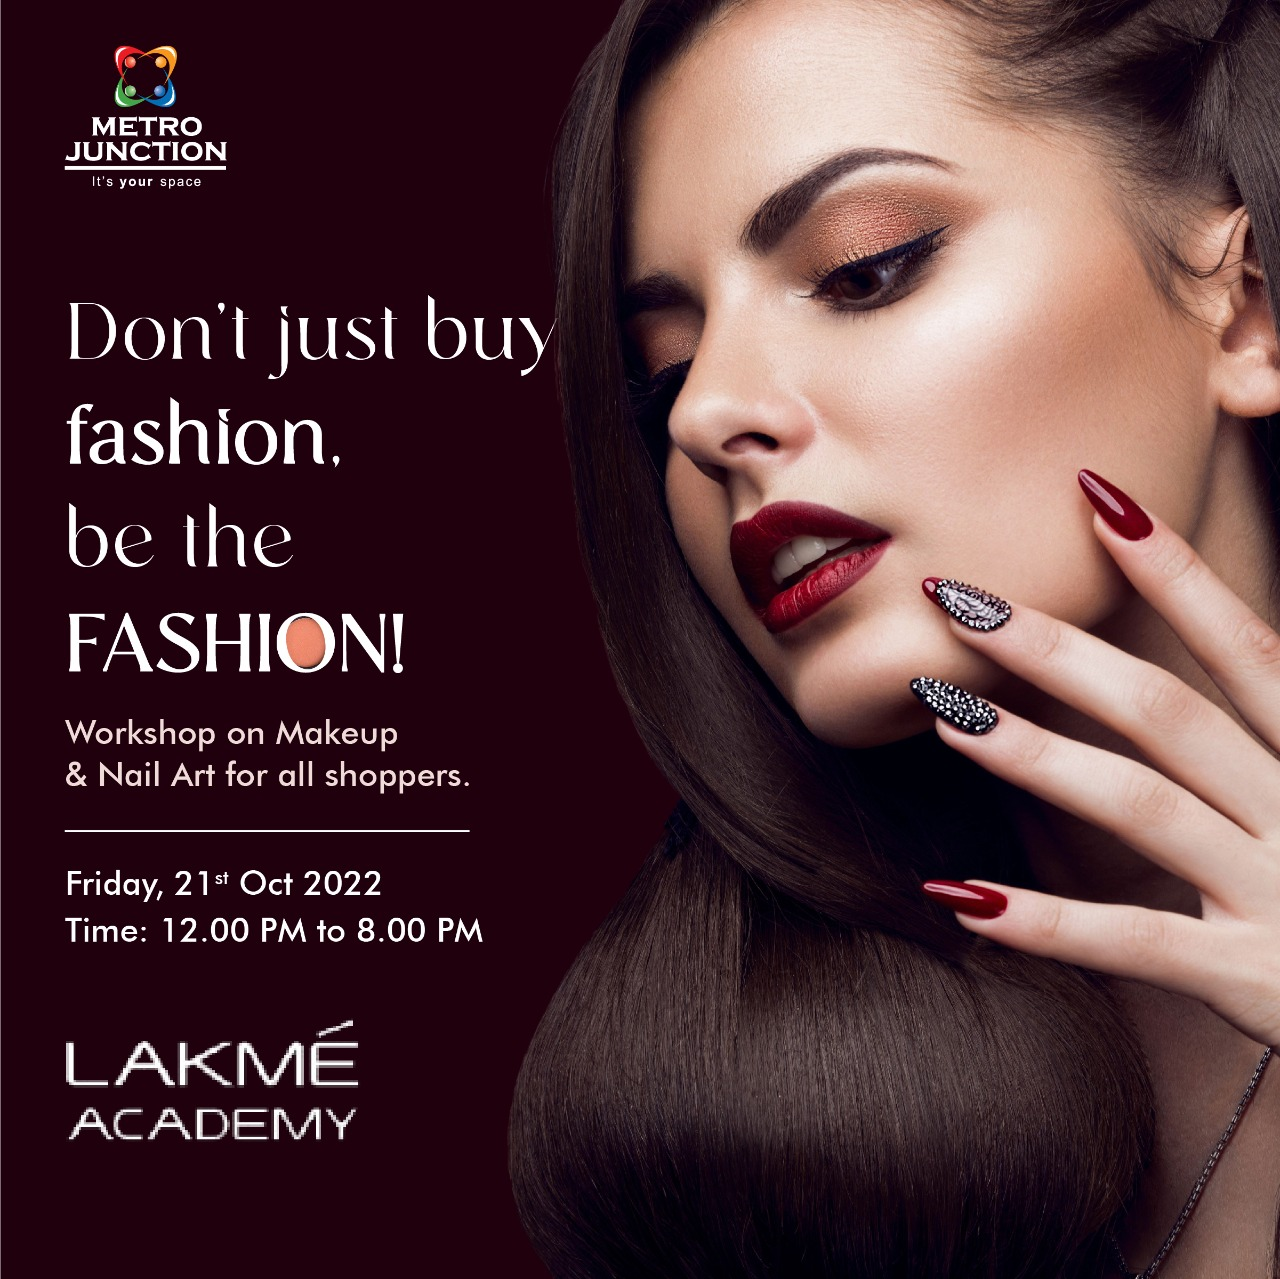 METRO
JUNCTION
It's your space
Don't just buy
fashion,
be the
FASHION!
Workshop on Makeup
& Nail Art for all shoppers.
Friday, 21st Oct 2022
Time: 12.00 PM to 8.00 PM
LAKMÉ
ACADEMY